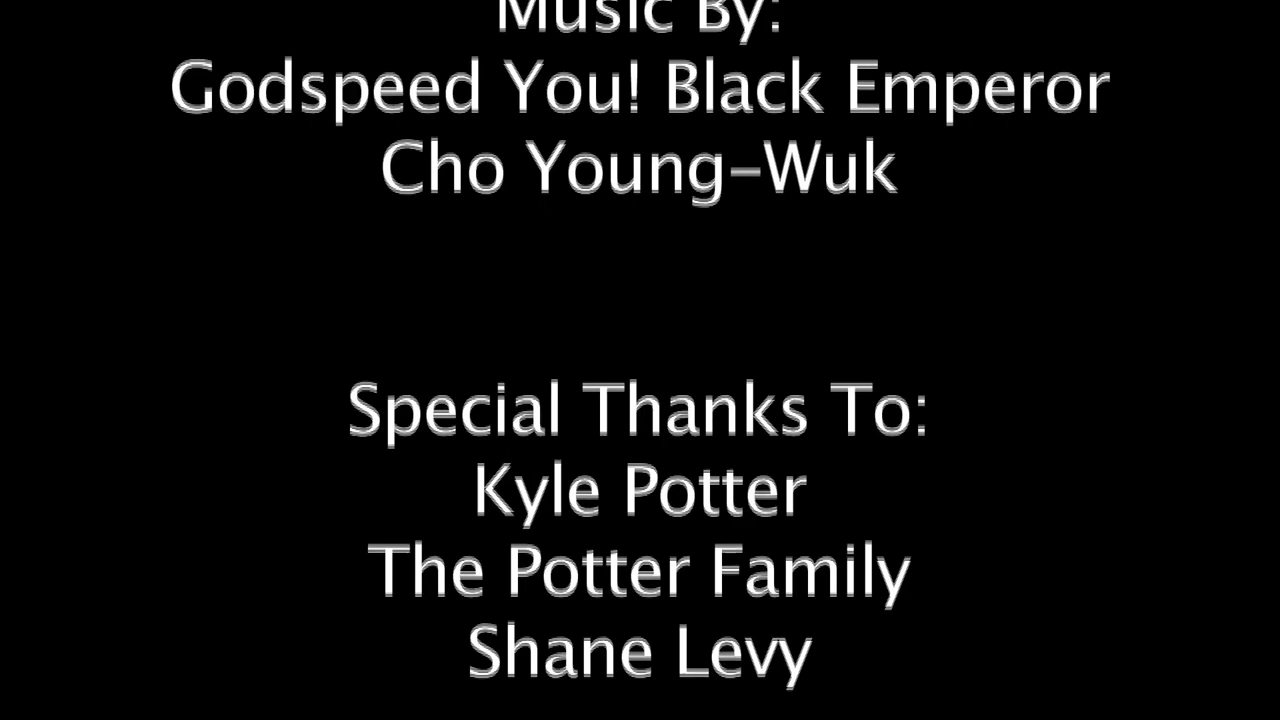 Music By:
Godspeed You! Black Emperor
Cho Young-Wuk
Special Thanks To:
Kyle Potter
The Potter Family
Shane Levy